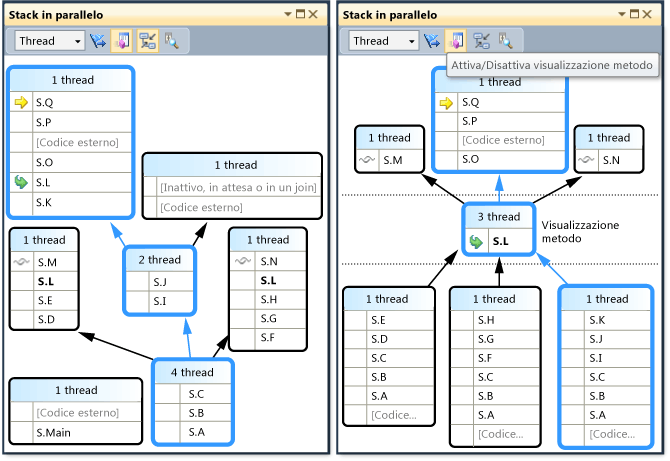 Stack in parallelo
Thread
1 thread
S.Q
S.P
[Codice esterno]
S.O
S.L
S.K
1 thread
[Inattivo, in attesa o in un join]
[Codice esterno]
1 thread
S.M
S.L
S.E
S.D
2 thread
S.J
S.I
1 thread
S.N
S.L
S.H
S.G
S.F
4 thread
S.C
S.B
S.A
1 thread
[Codice esterno]
S.Main
Stack in parallelo
Thread
Attiva/Disattiva visualizzazione metodo
1 thread
S.Q
S.P
[Codice esterno]
S.O
1 thread
S.M
1 thread
S.N
3 thread
S.L
Visualizzazione
metodo
1 thread
S.E
S.D
S.C
S.B
S.A
[Codice...
1 thread
S.H
S.G
S.F
S.C
S.B
S.A
[Codice...
1 thread
S.K
S.J
S.I
S.C
S.B
S.A
[Codice...